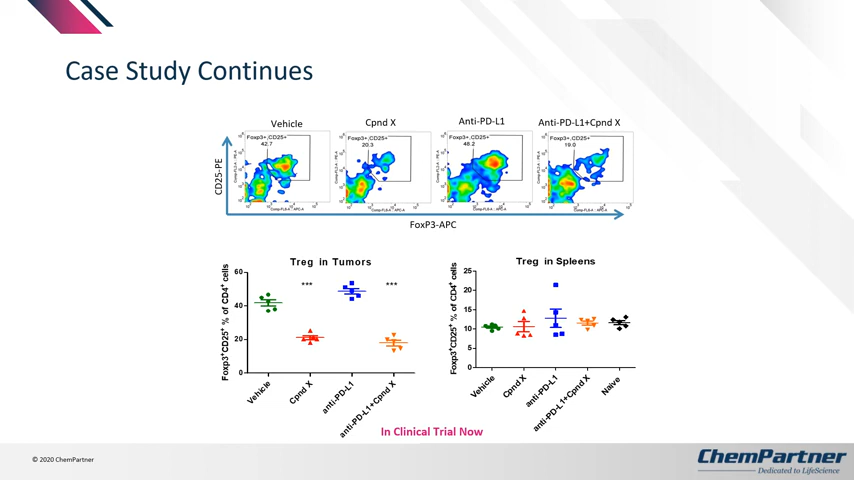 Case Study Continues
Vehicle
Cpnd X
Anti-PD-L1
Anti-PD-L1+Cpnd X
Foxp3+,CD25+
42.7
Foxp3+,CD25+
20.3
Foxp3+,CD25+
48.2
Foxp3+,CD25+
19.0
CD25-PE
FoxP3-APC
Treg in Tumors
Foxp3+CD25+ % of CD4+ cells
60
40
20
0
***
***
Vehicle
Cpnd X
anti-PD-L1
anti-PD-L1+Cpnd X
Treg in Spleens
Foxp3+CD25+ % of CD4+ cells
25
20
15
10
5
0
Vehicle
Cpnd X
anti-PD-L1
anti-PD-L1+Cpnd X
Naive
In Clinical Trial Now
© 2020 ChemPartner
ChemPartner
Dedicated to LifeScience